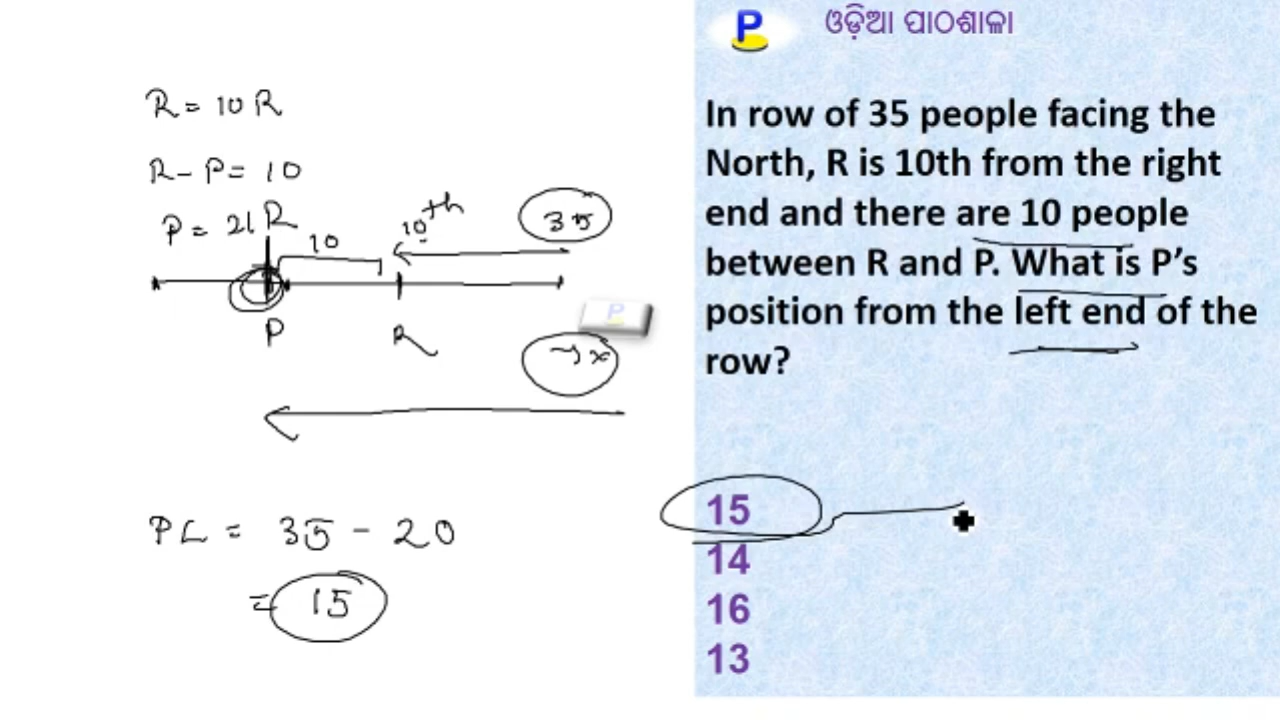 P ଓଡ଼ିଆ ପାଠଶାଳା
In row of 35 people facing the
North, R is 10th from the right
end and there are 10 people
between R and P. What is P’s
position from the left end of the
row?
15
14
16
13
R = 10 R
R - P = 10
P = 21 R
10
10th
35
P
R
P
PL = 35 - 20
= 15